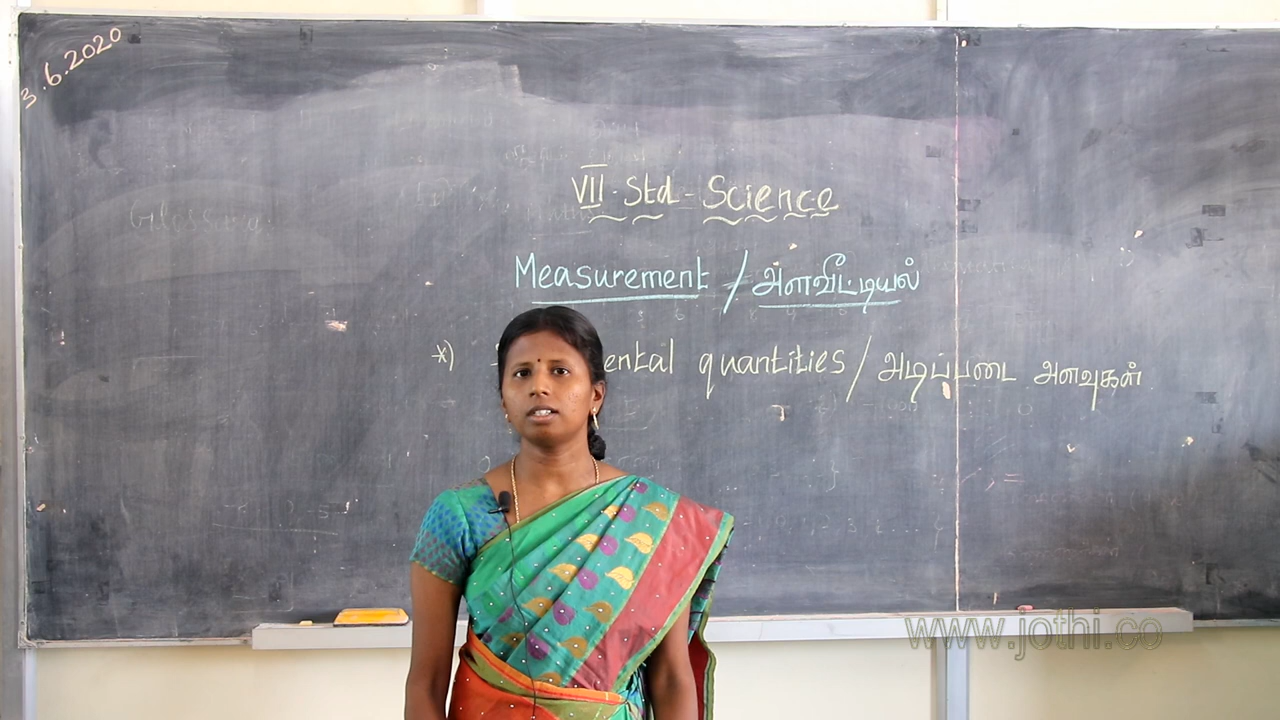 3.6.2020
VII. Std - Science
Measurement / அளவீட்டியல்
*) ental quantities / அடிப்படை அளவுகள்
www.jothi.co